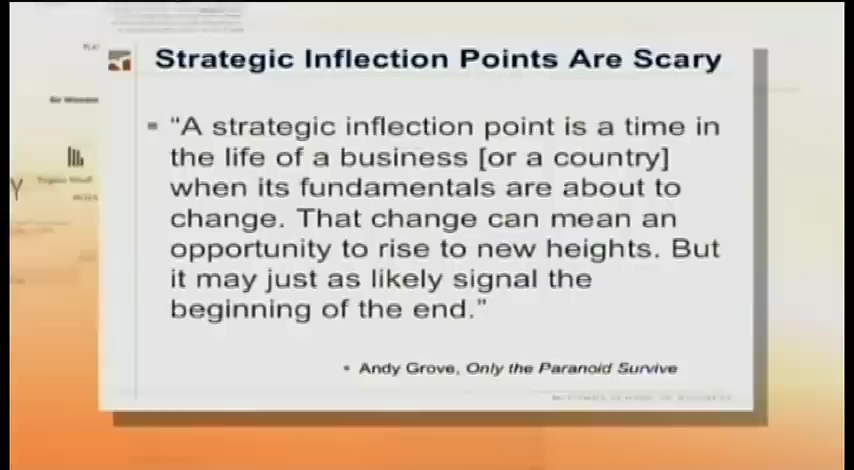 Strategic Inflection Points Are Scary
"A strategic inflection point is a time in
the life of a business [or a country]
when its fundamentals are about to
change. That change can mean an
opportunity to rise to new heights. But
it may just as likely signal the
beginning of the end."
Andy Grove, Only the Paranoid Survive